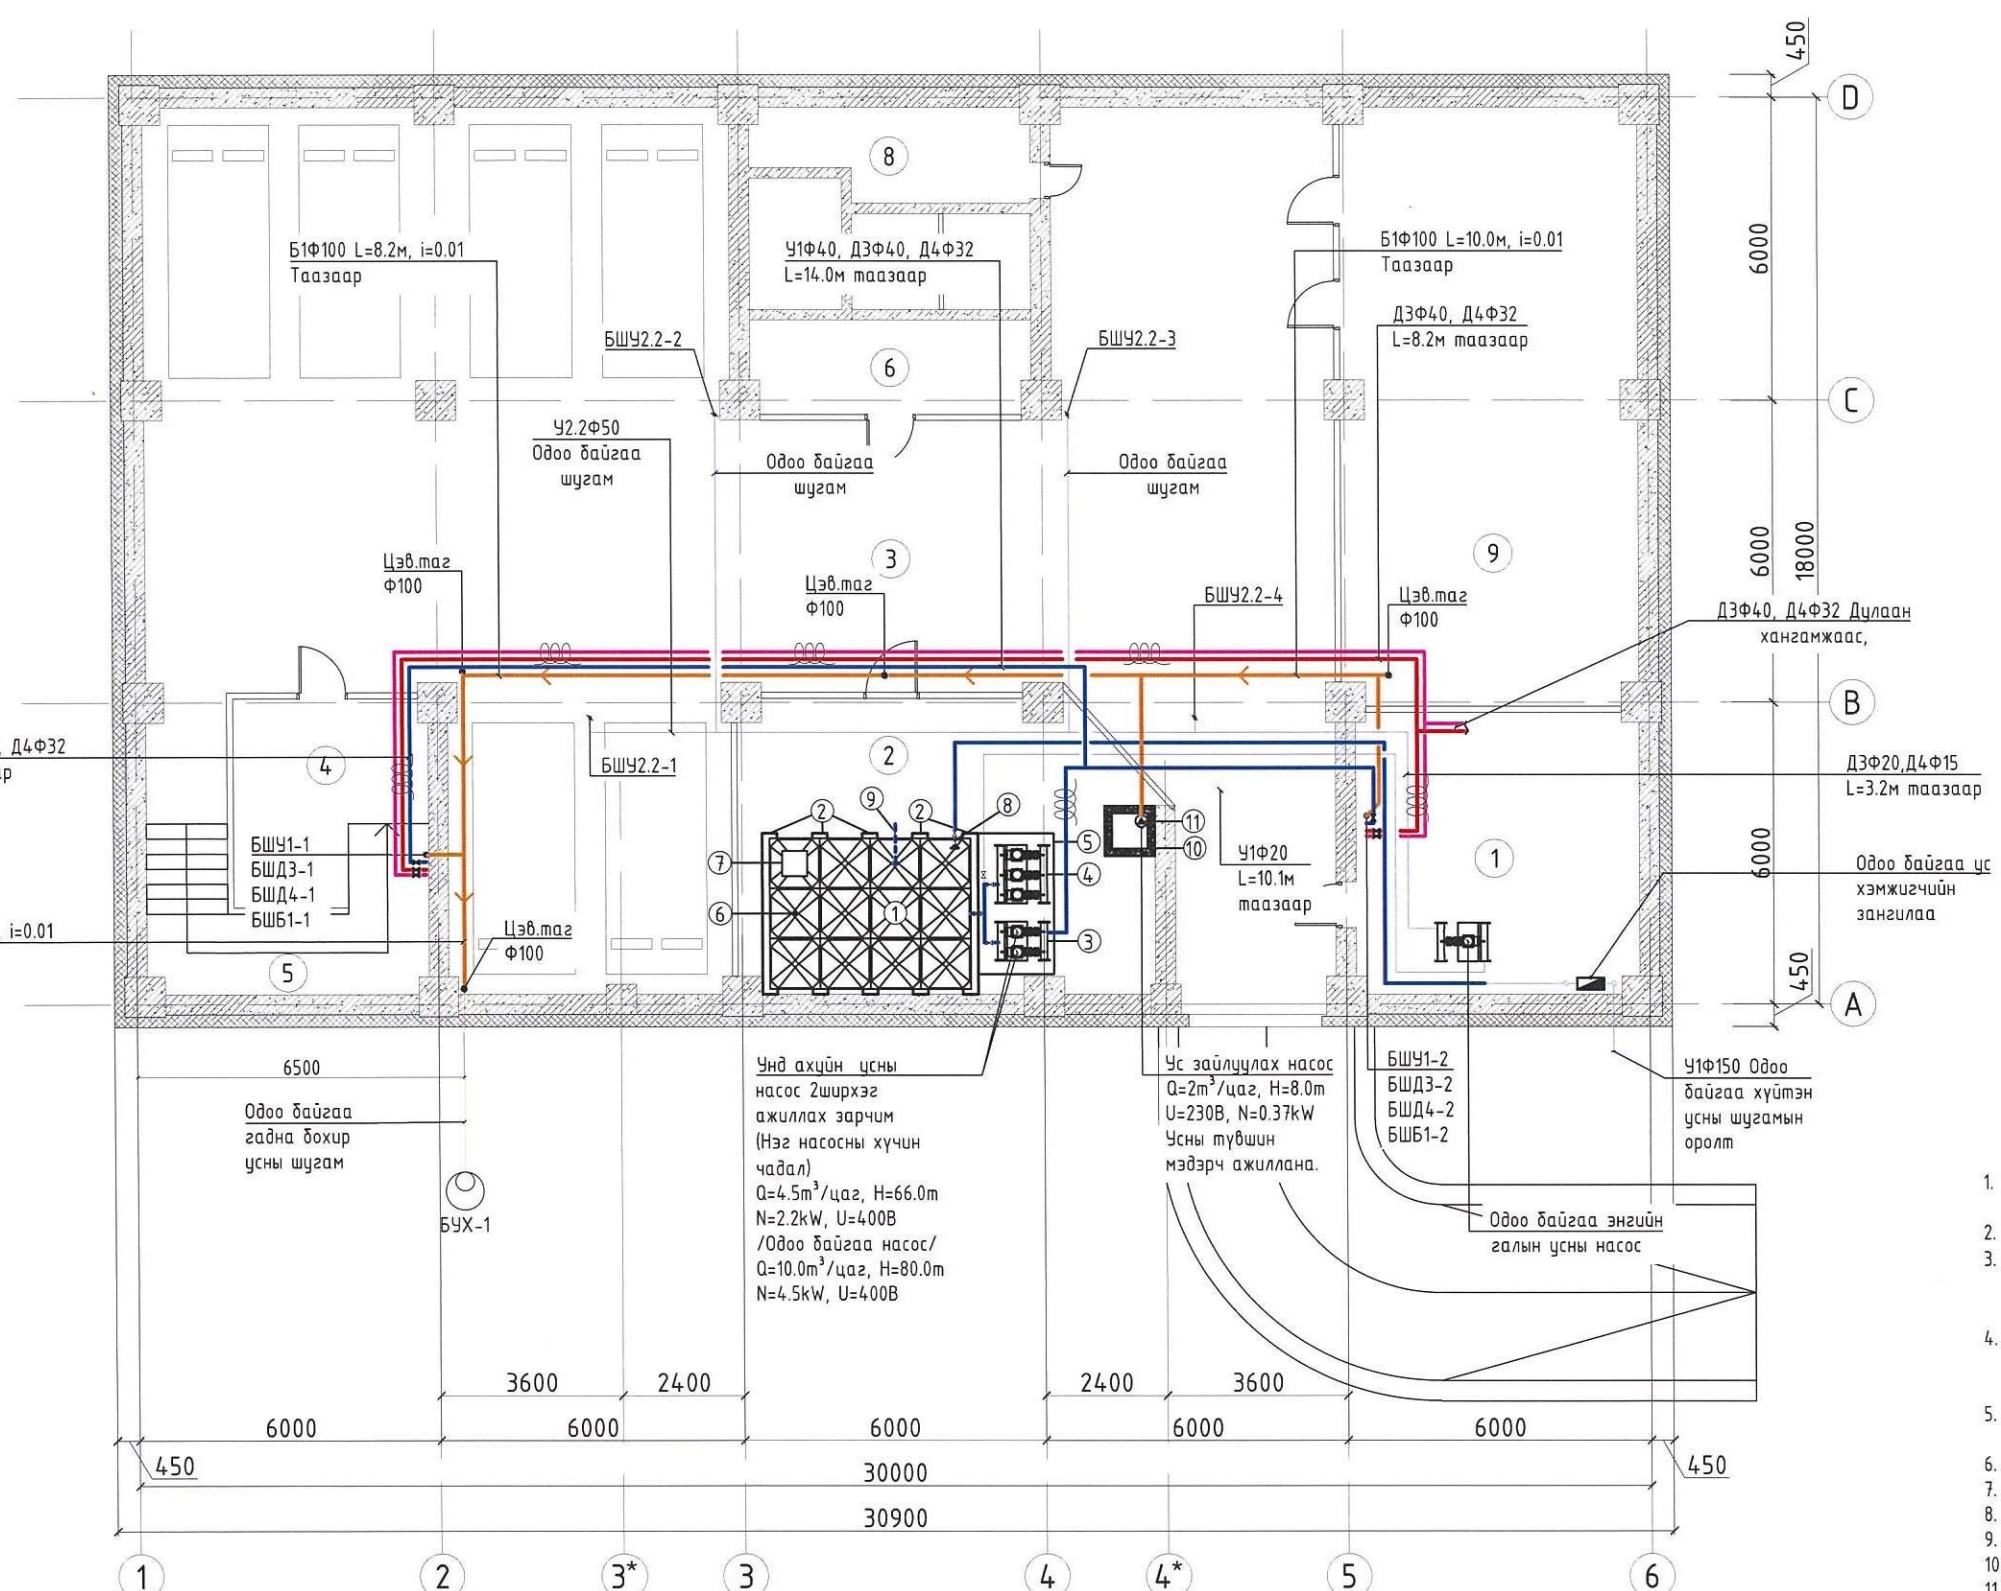 450
D
8
Б1Ф100 L=8.2м, i=0.01
Таазаар
У1Ф40, Д3Ф40, Д4Ф32
L=14.0м таазаар
Б1Ф100 L=10.0м, i=0.01
Таазаар
6000
Д3Ф40, Д4Ф32
L=8.2м таазаар
БШУ2.2-2
БШУ2.2-3
6
C
У2.2Ф50
Одоо байгаа
шугам
Одоо байгаа
шугам
Одоо байгаа
шугам
6000
18000
Цэв.таг
Ф100
3
Цэв.таг
Ф100
БШУ2.2-4
Цэв.таг
Ф100
9
Д3Ф40, Д4Ф32 Дулаан
хангамжаас,
B
, Д4Ф32
ар
4
БШУ2.2-1
2
Д3Ф20,Д4Ф15
L=3.2м таазаар
2
9
2
8
11
5
10
7
4
6
1
3
БШУ1-1
БШД3-1
БШД4-1
БШБ1-1
У1Ф20
L=10.1м
таазаар
1
6000
Одоо байгаа ус
хэмжигчийн
зангилаа
i=0.01
5
Цэв.таг
Ф100
450
A
6500
Одоо байгаа
гадна бохир
усны шугам
БУХ-1
Унд ахуйн усны
насос 2ширхэг
ажиллах зарчим
(Нэг насосны хүчин
чадал)
Q=4.5m³/цаг, H=66.0m
N=2.2kW, U=400В
/Одоо байгаа насос/
Q=10.0m³/цаг, H=80.0m
N=4.5kW, U=400В
Ус зайлуулах насос
Q=2m³/цаг, H=8.0m
U=230В, N=0.37kW
Усны түвшин
мэдэрч ажиллана.
БШУ1-2
БШД3-2
БШД4-2
БШБ1-2
У1Ф150 Одоо
байгаа хүйтэн
усны шугамын
оролт
Одоо байгаа энгийн
галын усны насос
1.
2.
3.
4.
5.
6.
7.
8.
9.
10
11
3600
2400
2400
3600
6000
6000
6000
6000
6000
450
30000
450
30900
1
2
3*
3
4
4*
5
6